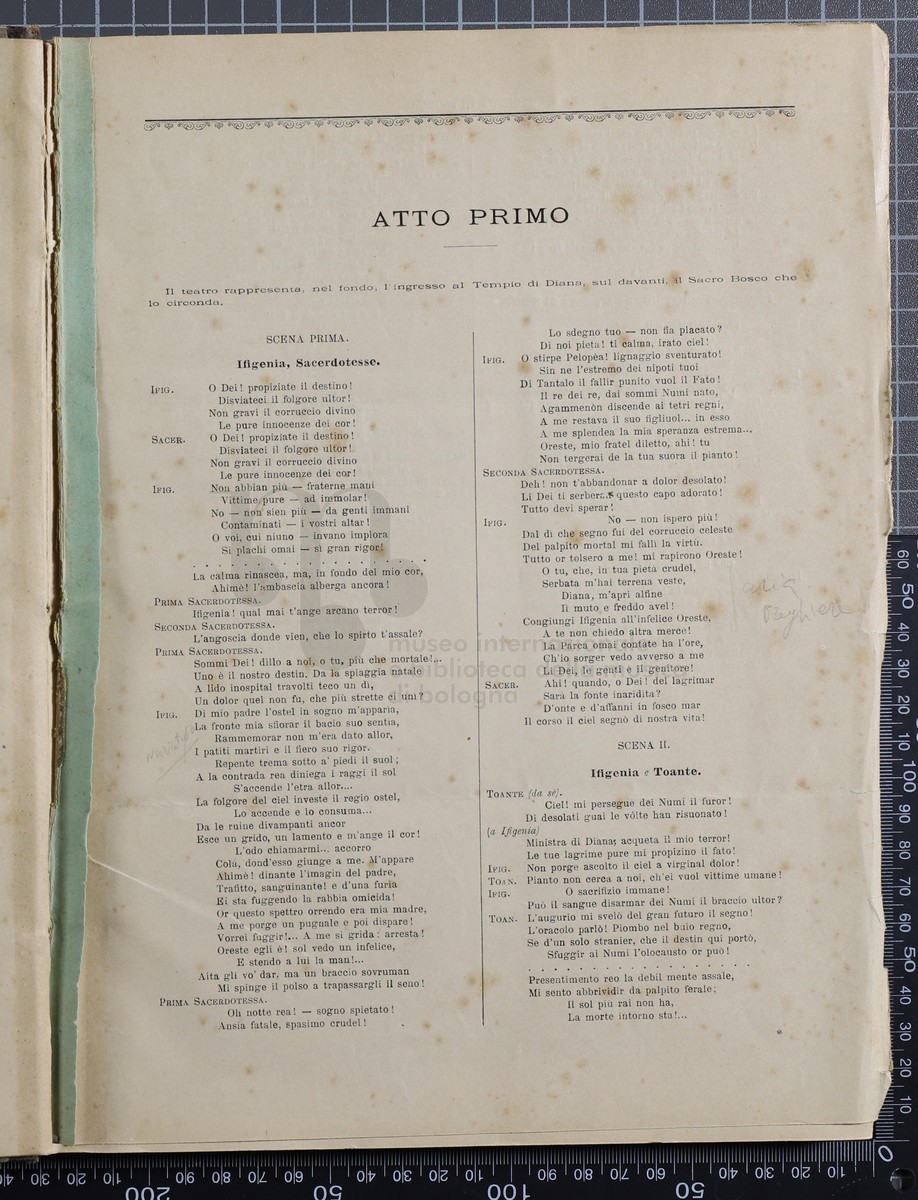 ATTO PRIMO
Il teatro rappresenta, nel fondo, l'ingresso al Tempio di Diana, sul davanti, il Sacro Bosco che
lo circonda.
SCENA PRIMA.
Ifigenia, Sacerdotesse.
IFIG. O Dei! propiziate il destino!
Disviateci il folgore ultor!
Non gravi il corruccio divino
Le pure innocenze dei cor!
SACER. O Dei! propiziate il destino!
Disviateci il folgore ultor!
Non gravi il corruccio divino
Le pure innocenze dei cor!
IFIG. Non abbian più — fraterne mani
Vittime pure — ad immolar!
No — non sien più — da genti immani
Contaminati — i vostri altar!
O voi, cui niuno — invano implora
Si plachi omai — sì gran rigor!
. . . . . . . . . . . . . . . .
La calma rinascea, ma, in fondo del mio cor,
Ahimè! l'ambascia alberga ancora!
PRIMA SACERDOTESSA.
Ifigenia! qual mai t'ange arcano terror!
SECONDA SACERDOTESSA.
L'angoscia donde vien, che lo spirto t'assale?
PRIMA SACERDOTESSA.
Sommi Dei! dillo a noi, o tu, più che mortale!...
Uno è il nostro destin. Da la spiaggia natale
A lido inospital travolti teco un dì,
Un dolor quel non fu, che più strette ci um?
IFIG. Di mio padre l'ostel in sogno m'apparia,
La fronte mia sfiorar il bacio suo sentia,
Rammemorar non m'era dato allor,
I patiti martiri e il fiero suo rigor.
Repente trema sotto a' piedi il suol;
A la contrada rea diniega i raggi il sol
S'accende l'etra allor....
La folgore del ciel investe il regio ostel,
Lo accende e lo consuma...
Da le ruine divampanti ancor
Esce un grido, un lamento e m'ange il cor!
L'odo chiamarmi... accorro
Colà, dond'esso giunge a me. M'appare
Ahimè! dinante l'imagin del padre,
Trafitto, sanguinante! e d'una furia
Ei sta fuggendo la rabbia omicida!
Or questo spettro orrendo era mia madre,
A me porge un pugnale e poi dispare!
Vorrei fuggir!... A me si grida: arresta!
Oreste egli è! sol vedo un infelice,
E stendo a lui la man!...
Aita gli vo' dar, ma un braccio sovruman
Mi spinge il polso a trapassargli il seno!
PRIMA SACERDOTESSA.
Oh notte rea! — sogno spietato!
Ansia fatale, spasimo crudel!
Lo sdegno tuo — non fia placato?
Di noi pietà! ti calma, irato ciel!
IFIG. O stirpe Pelopèa! lignaggio sventurato!
Sin ne l'estremo dei nipoti tuoi
Di Tantalo il fallir punito vuol il Fato!
Il re dei re, dai sommi Numi nato,
Agammenòn discende ai tetri regni,
A me restava il suo figliuol... in esso
A me splendea la mia speranza estrema...
Oreste, mio fratel diletto, ahi! tu
Non tergerai de la tua suora il pianto!
SECONDA SACERDOTESSA.
Deh! non t'abbandonar a dolor desolato!
Li Dei ti serber questo capo adorato!
Tutto devi sperar!
IFIG. No — non ispero più!
Dal dì che segno fui del corruccio celeste
Del palpito mortal mi fallì la virtù.
Tutto or tolsero a me! mi rapirono Oreste!
O tu, che, in tua pietà crudel,
Serbata m'hai terrena veste,
Diana, m'apri alfine
Il muto e freddo avel!
Congiungi Ifigenia all'infelice Oreste,
A te non chiedo altra mercè!
La Parca omai contate ha l'ore,
Ch'io sorger vedo avverso a me
Li Dei, le genti e il genitore!
SACER. Ahi! quando, o Dei! del lagrimar
Sarà la fonte inaridita?
D'onte e d'affanni in fosco mar
Il corso il ciel segnò di nostra vita!
SCENA II.
Ifigenia e Toante.
TOANTE (da sè).
Ciel! mi persegue dei Numi il furor!
Di desolati guai le vôlte han risuonato!
(a Ifigenia)
Ministra di Diana; acqueta il mio terror!
Le tue lagrime pure mi propizino il fato!
IFIG. Non porge ascolto il ciel a virginal dolor!
TOAN. Pianto non cerca a noi, ch'ei vuol vittime umane!
IFIG. O sacrifizio immane!
Può il sangue disarmar dei Numi il braccio ultor?
TOAN. L'augurio mi svelò del gran futuro il segno!
L'oracolo parlò! Piombo nel buio regno,
Se d'un solo stranier, che il destin qui portò,
Sfuggir ai Numi l'olocausto or può!
. . . . . . . . . . . . . . . .
Presentimento reo la debil mente assale,
Mi sento abbrividir da palpito ferale;
Il sol più rai non ha,
La morte intorno sta!...
museo internazionale
biblioteca della musica
di bologna